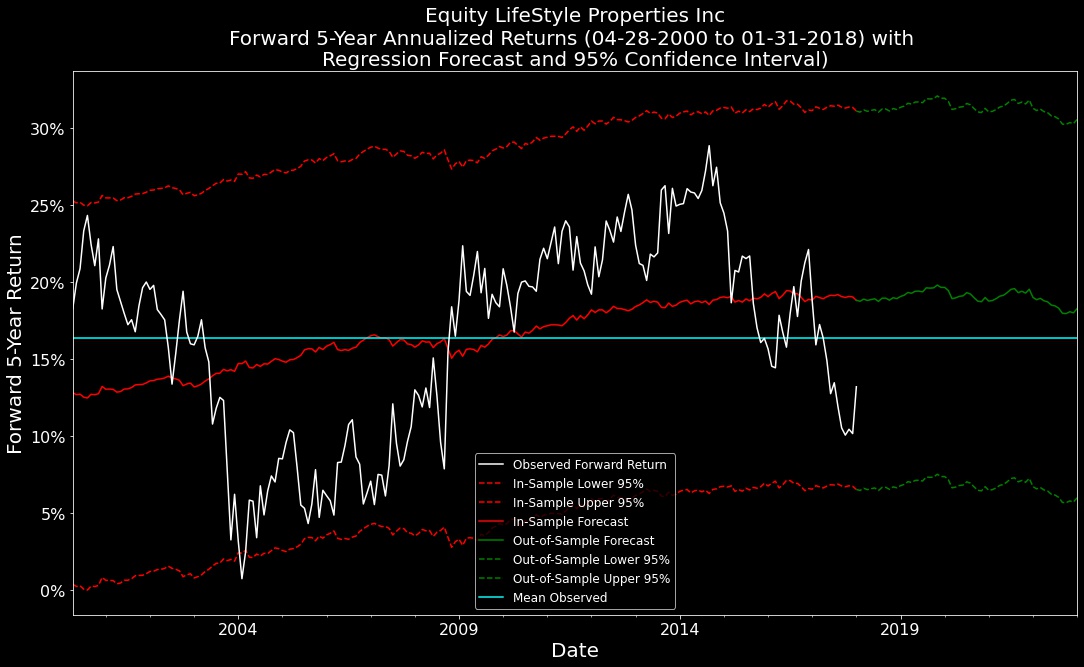 Equity LifeStyle Properties Inc
Forward 5-Year Annualized Returns (04-28-2000 to 01-31-2018) with
Regression Forecast and 95% Confidence Interval)
Forward 5-Year Return
30%
25%
20%
15%
10%
5%
0%
Observed Forward Return
In-Sample Lower 95%
In-Sample Upper 95%
In-Sample Forecast
Out-of-Sample Forecast
Out-of-Sample Lower 95%
Out-of-Sample Upper 95%
Mean Observed
2004 2009 2014 2019
Date